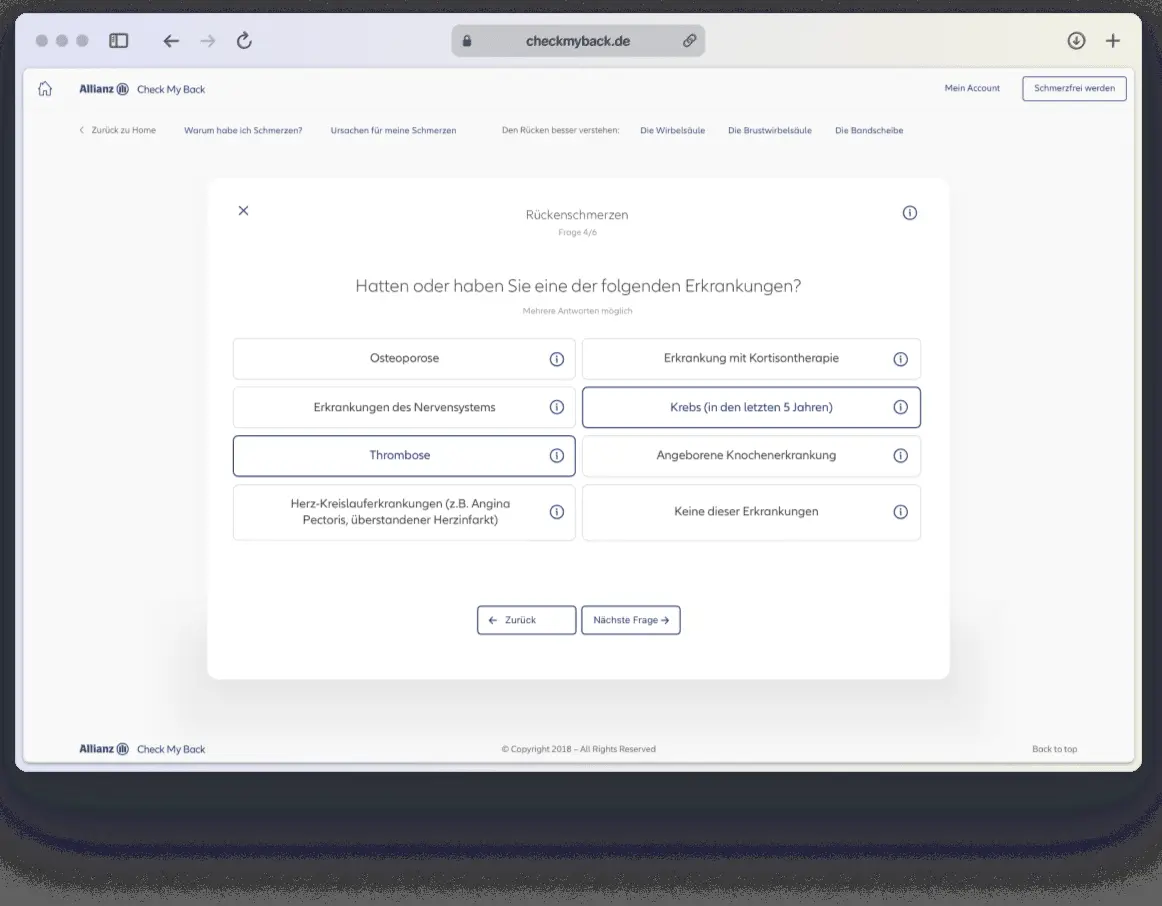 checkmyback.de
Allianz Check My Back
Mein Account
Schmerzfrei werden
Zurück zu Home
Warum habe ich Schmerzen?
Ursachen für meine Schmerzen
Den Rücken besser verstehen:
Die Wirbelsäule
Die Brustwirbelsäule
Die Bandscheibe
Rückenschmerzen
Frage 4/6
Hatten oder haben Sie eine der folgenden Erkrankungen?
Mehrere Antworten möglich
Osteoporose
Erkrankung mit Kortisontherapie
Erkrankungen des Nervensystems
Krebs (in den letzten 5 Jahren)
Thrombose
Angeborene Knochenerkrankung
Herz-Kreislauferkrankungen (z.B. Angina
Pectoris, überstandener Herzinfarkt)
Keine dieser Erkrankungen
← Zurück
Nächste Frage →
Allianz Check My Back
© Copyright 2018 – All Rights Reserved
Back to top